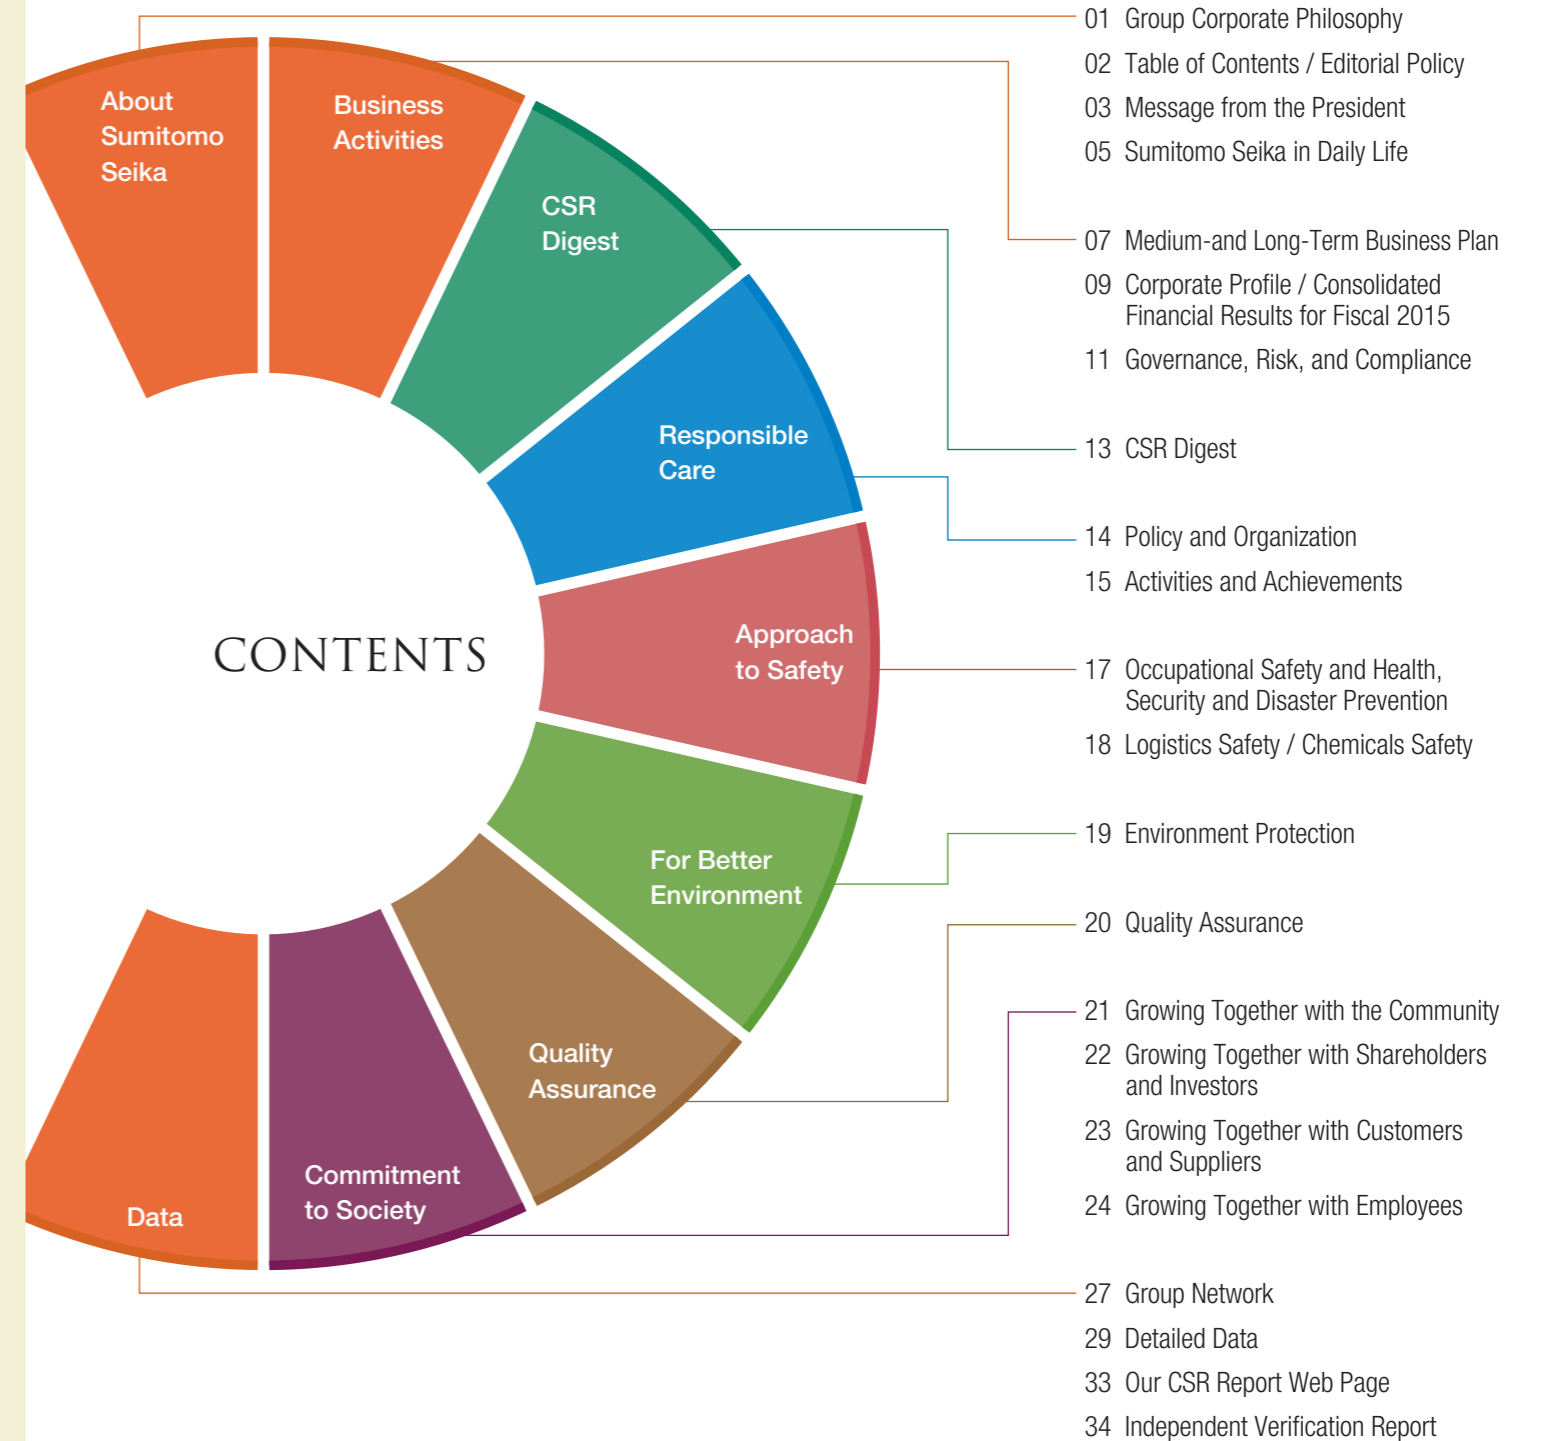 About
Sumitomo
Seika
Business
Activities
CSR
Digest
Responsible
Care
Approach
to Safety
For Better
Environment
Quality
Assurance
Commitment
to Society
Data
CONTENTS
01 Group Corporate Philosophy
02 Table of Contents / Editorial Policy
03 Message from the President
05 Sumitomo Seika in Daily Life
07 Medium-and Long-Term Business Plan
09 Corporate Profile / Consolidated
Financial Results for Fiscal 2015
11 Governance, Risk, and Compliance
13 CSR Digest
14 Policy and Organization
15 Activities and Achievements
17 Occupational Safety and Health,
Security and Disaster Prevention
18 Logistics Safety / Chemicals Safety
19 Environment Protection
20 Quality Assurance
21 Growing Together with the Community
22 Growing Together with Shareholders
and Investors
23 Growing Together with Customers
and Suppliers
24 Growing Together with Employees
27 Group Network
29 Detailed Data
33 Our CSR Report Web Page
34 Independent Verification Report